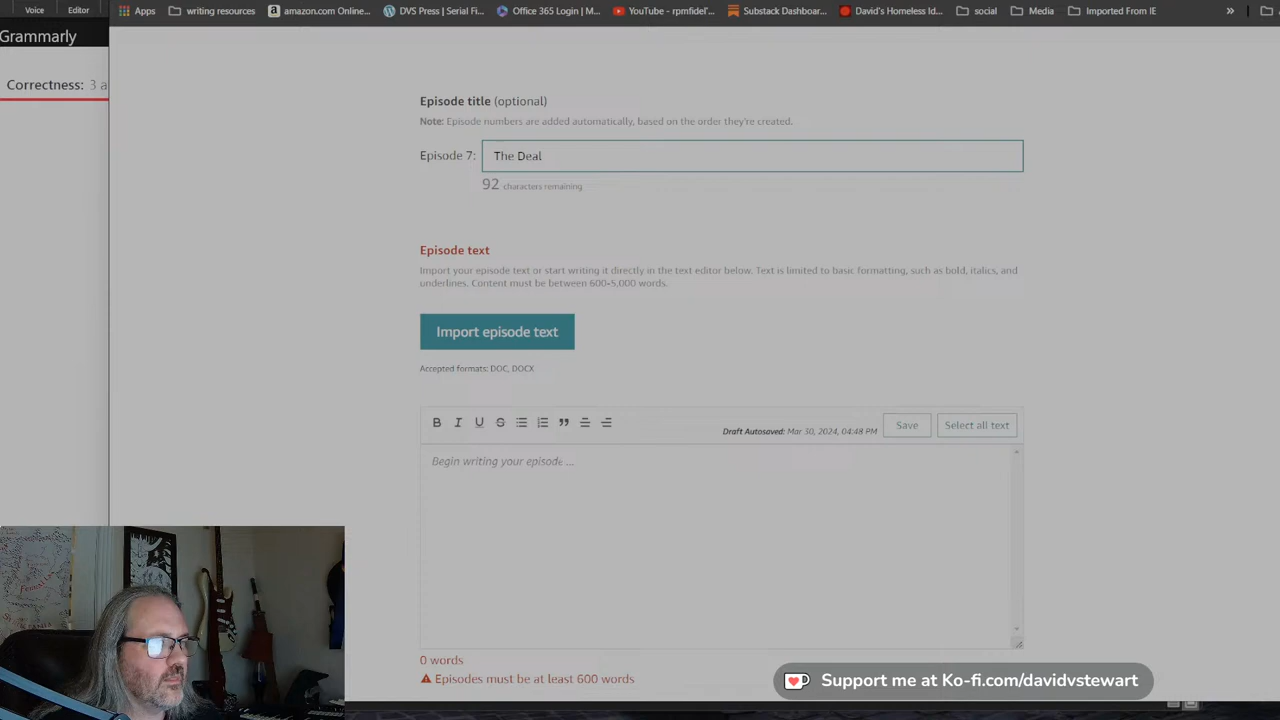 Voice Editor
Apps writing resources amazon.com Online... DVS Press | Serial Fi... Office 365 Login | M... YouTube - rpmfidel'... Substack Dashboar... David's Homeless Id... social Media Imported From IE »
Grammarly
Correctness: 3 a
Episode title (optional)
Note: Episode numbers are added automatically, based on the order they're created.
Episode 7: The Deal
92 characters remaining
Episode text
Import your episode text or start writing it directly in the text editor below. Text is limited to basic formatting, such as bold, italics, and
underlines. Content must be between 600-5,000 words.
Import episode text
Accepted formats: DOC, DOCX
B I U S Draft Autosaved: Mar 30, 2024, 04:48 PM Save Select all text
Begin writing your episode ...
0 words
Episodes must be at least 600 words
Support me at Ko-fi.com/davidvstewart